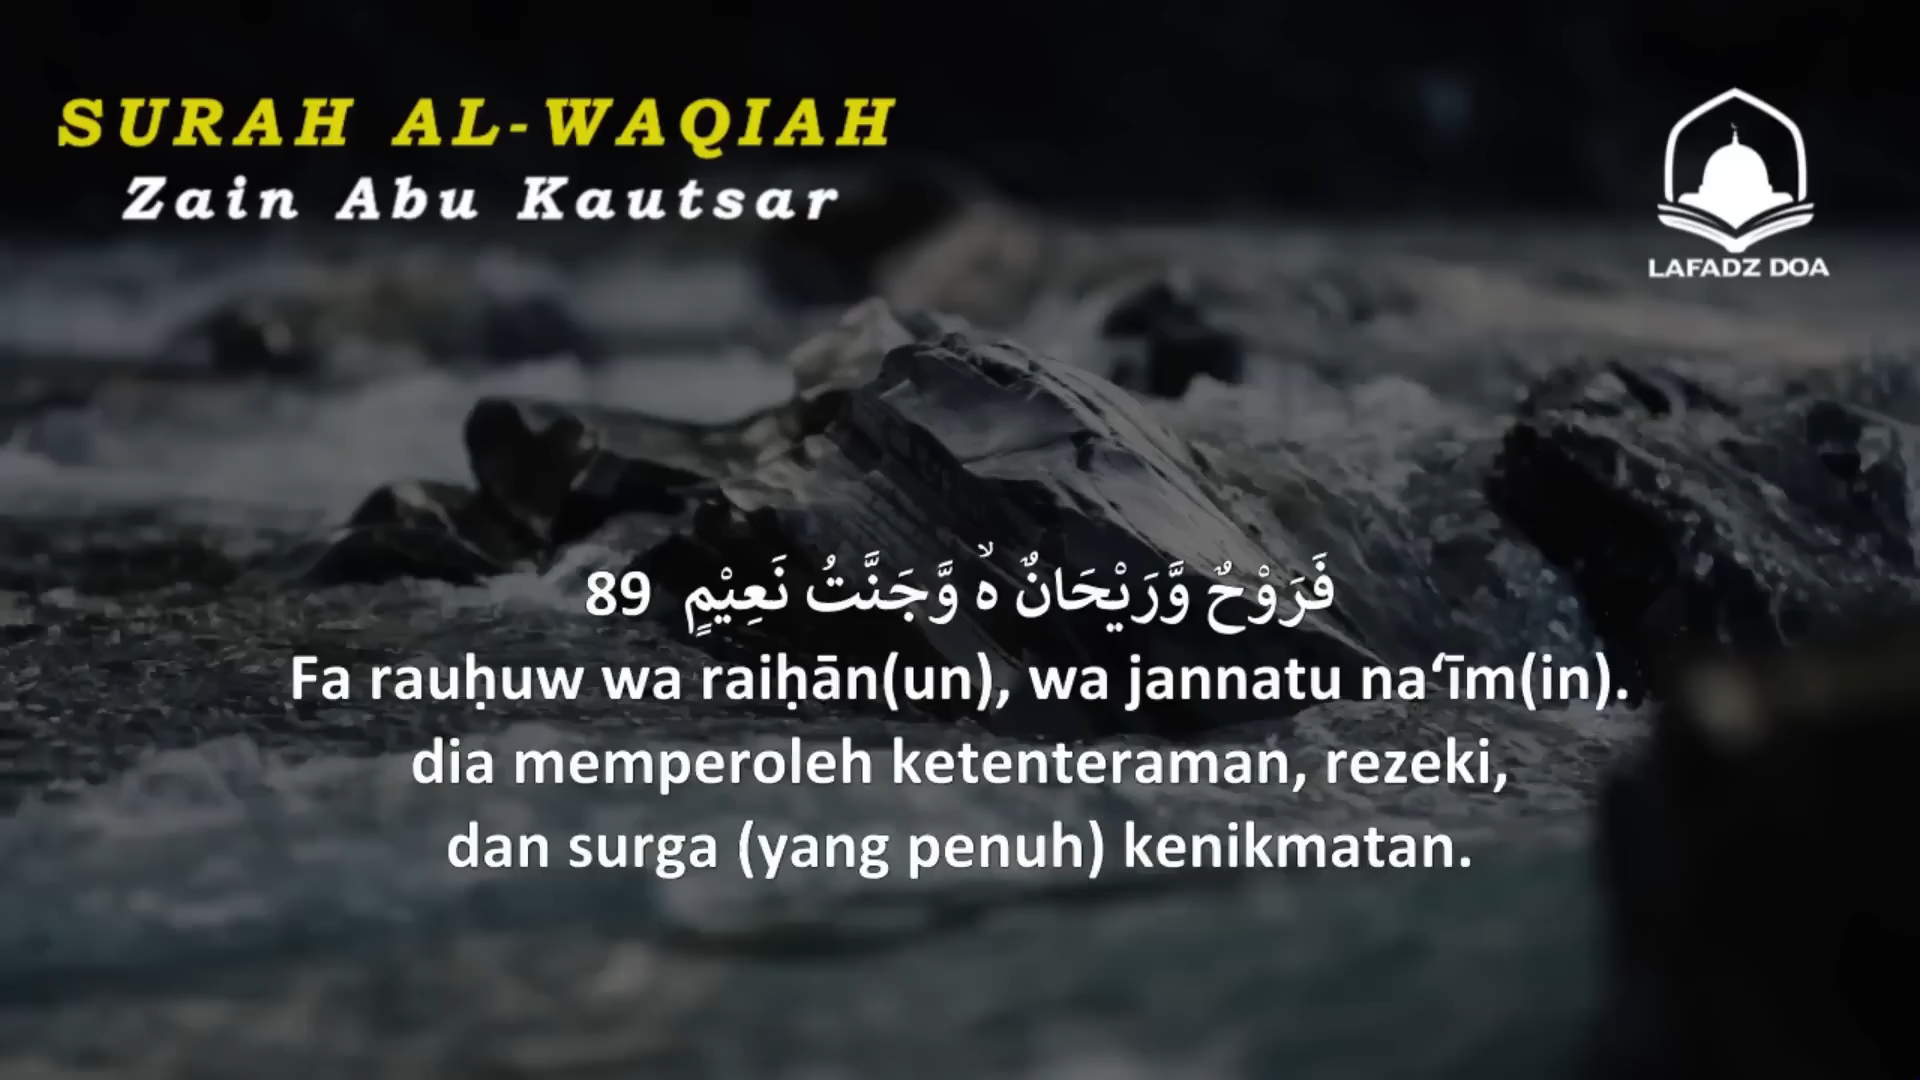 SURAH AL-WAQIAH
Zain Abu Kautsar
LAFADZ DOA
فَرَوْحٌ وَّرَيْحَانٌ ەۙ وَّجَنَّتُ نَعِيْمٍ 89
Fa rauḥuw wa raiḥān(un), wa jannatu na‘īm(in).
dia memperoleh ketenteraman, rezeki,
dan surga (yang penuh) kenikmatan.